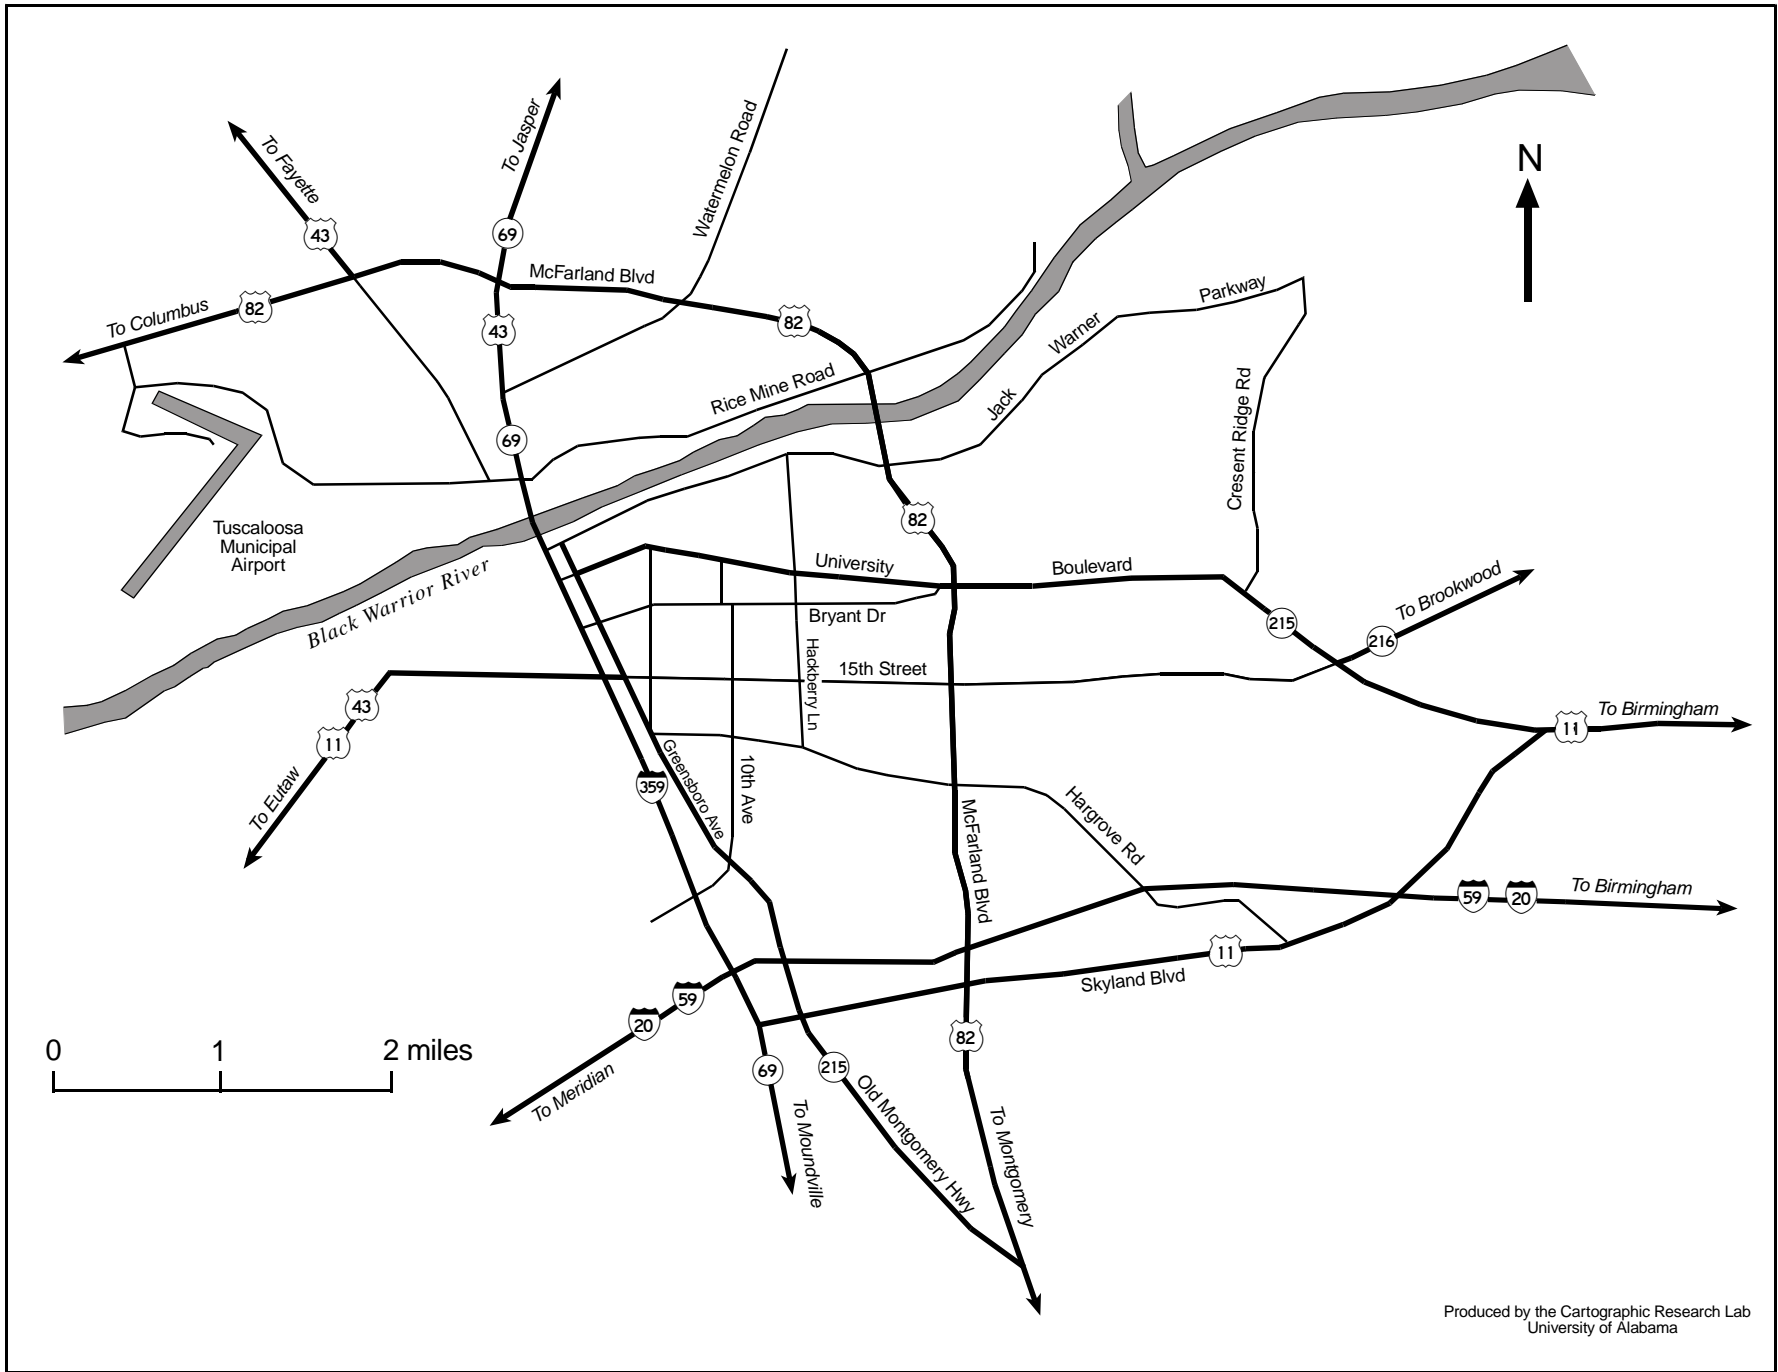 To Jasper
Watermelon Road
To Fayette
N
43
69
McFarland Blvd
Parkway
To Columbus
82
43
82
Warner
Rice Mine Road
Jack
Cresent Ridge Rd
69
82
Tuscaloosa
Municipal
Airport
Black Warrior River
University
Boulevard
To Brookwood
Bryant Dr
215
216
Hackberry Ln
15th Street
43
To Birmingham
11
11
Greensboro Ave
10th Ave
359
To Eutaw
McFarland Blvd
Hargrove Rd
59
20
To Birmingham
11
Skyland Blvd
59
20
82
0
1
2 miles
69
215
To Meridian
Old Montgomery Hwy
To Moundville
To Montgomery
Produced by the Cartographic Research Lab
University of Alabama